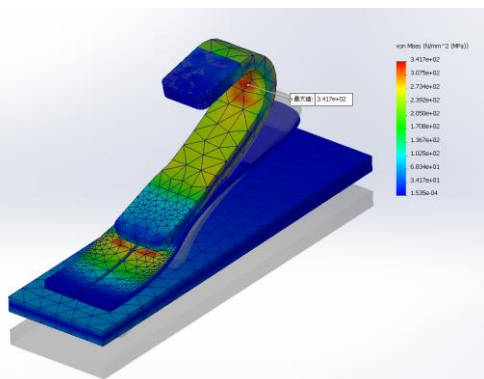 von Mises (N/mm^2 (MPa))
3.417e+02
3.075e+02
2.734e+02
2.392e+02
2.050e+02
1.708e+02
1.367e+02
1.025e+02
6.834e+01
3.417e+01
1.535e-04
最大值: 3.417e+02